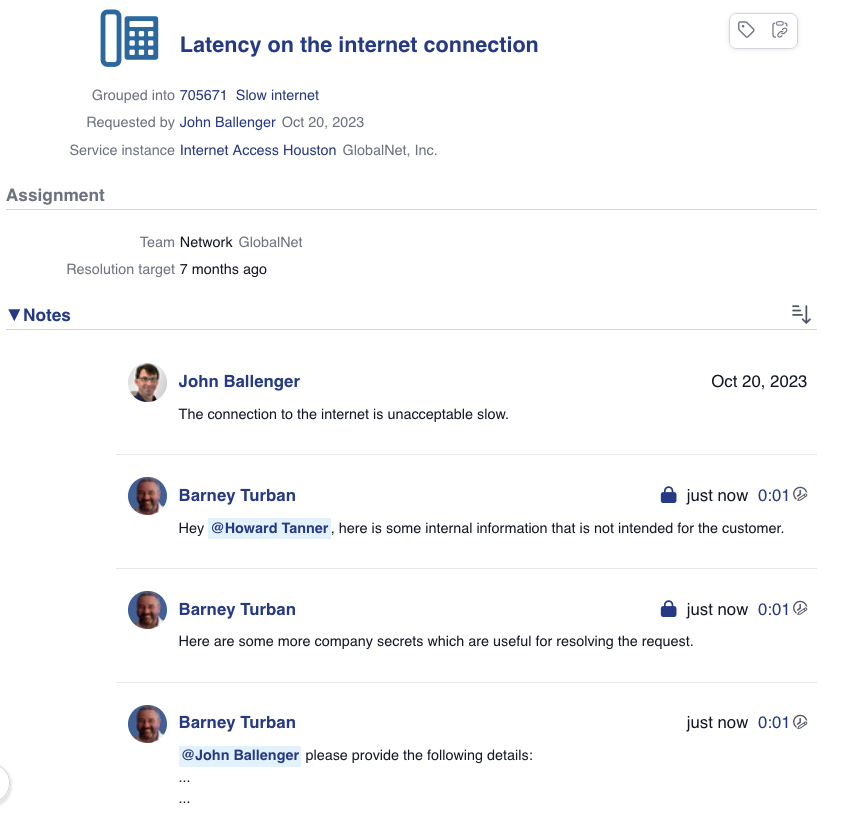 Latency on the internet connection
Grouped into 705671 Slow internet
Requested by John Ballenger Oct 20, 2023
Service instance Internet Access Houston GlobalNet, Inc.
Assignment
Team Network GlobalNet
Resolution target 7 months ago
▼Notes
John Ballenger Oct 20, 2023
The connection to the internet is unacceptable slow.
Barney Turban just now 0:01
Hey @Howard Tanner, here is some internal information that is not intended for the customer.
Barney Turban just now 0:01
Here are some more company secrets which are useful for resolving the request.
Barney Turban just now 0:01
@John Ballenger please provide the following details:
...
...